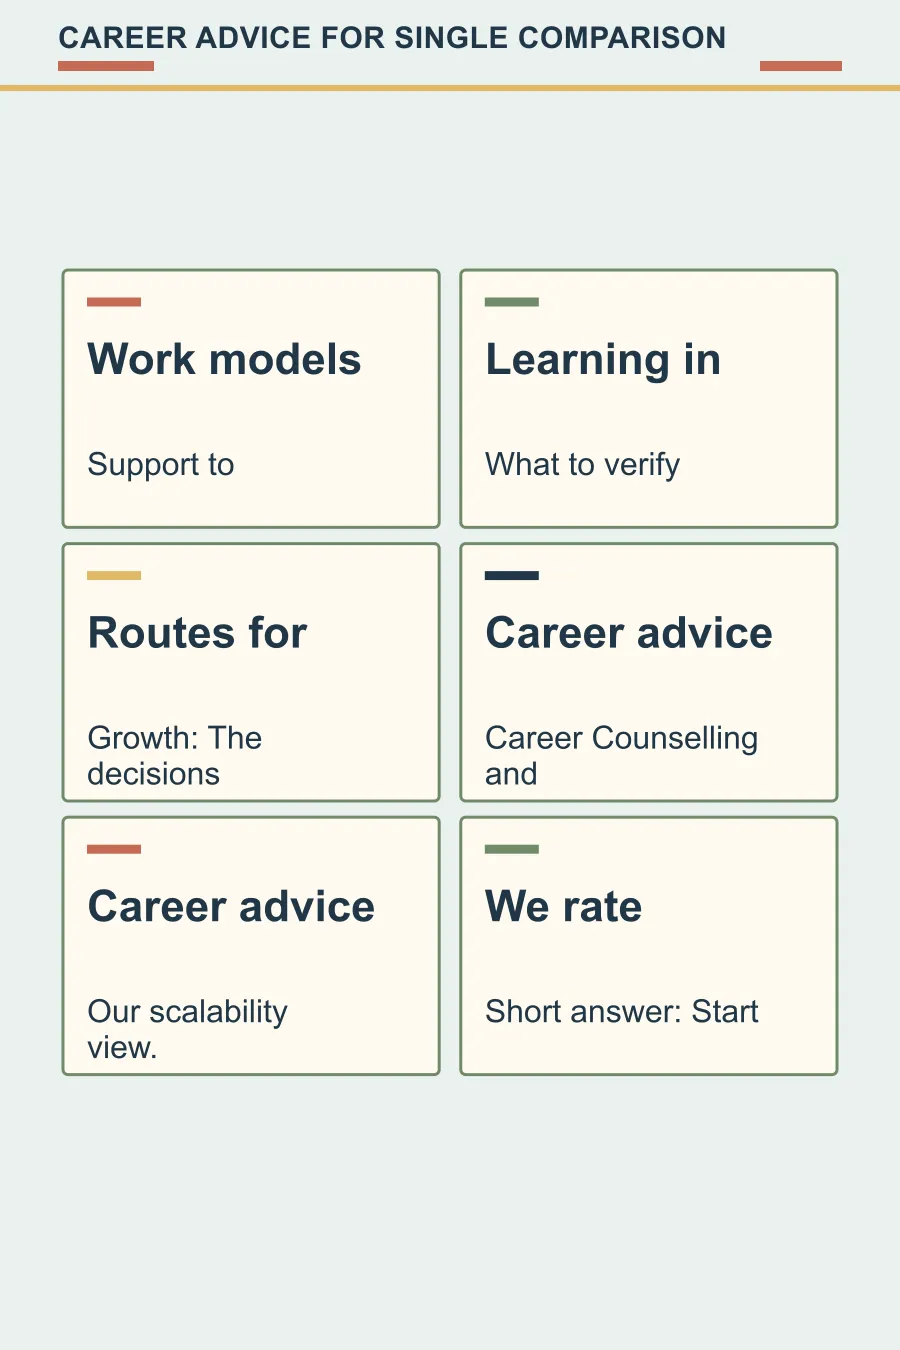 CAREER ADVICE FOR SINGLE COMPARISON
Work models
Support to
Learning in
What to verify
Routes for
Growth: The
decisions
Career advice
Career Counselling
and
Career advice
Our scalability
view.
We rate
Short answer: Start